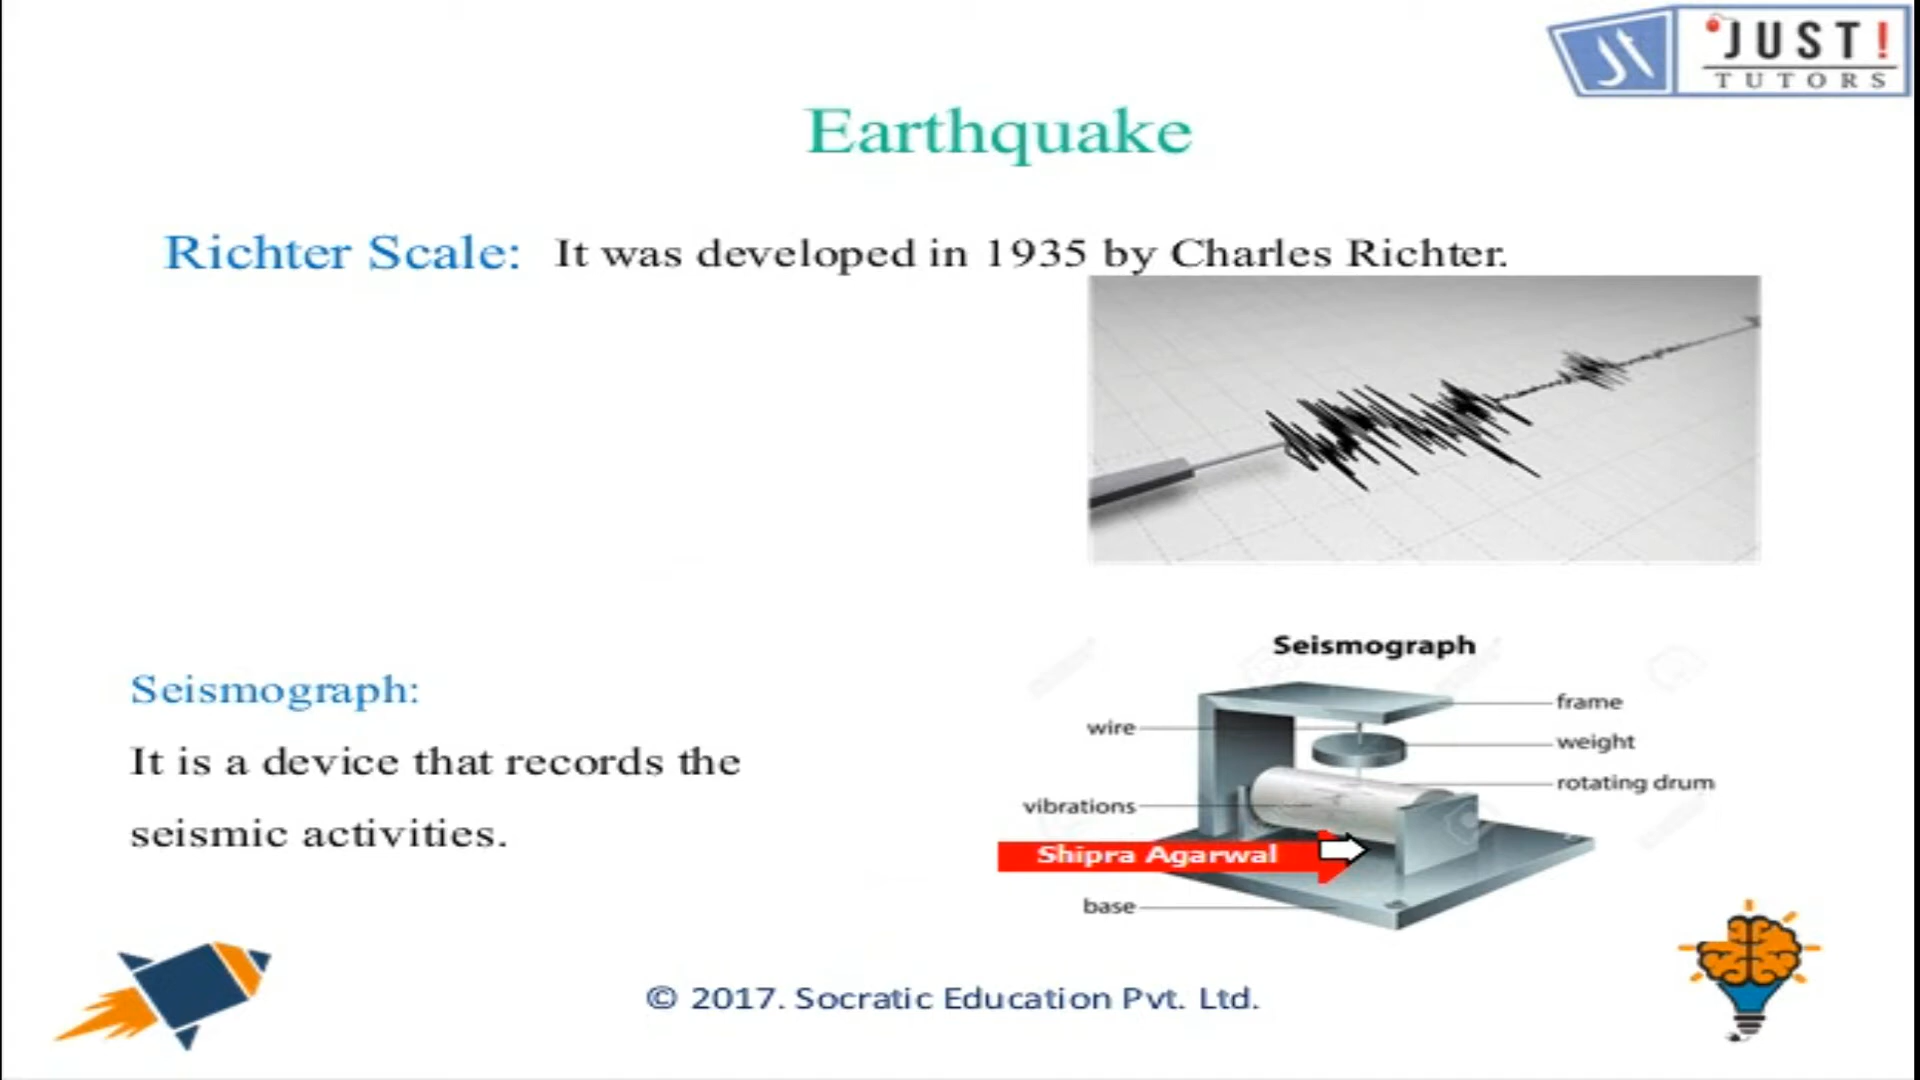 JUST!
TUTORS
Earthquake
Richter Scale: It was developed in 1935 by Charles Richter.
Seismograph:
It is a device that records the
seismic activities.
Seismograph
frame
wire
weight
rotating drum
vibrations
Shipra Agarwal
base
© 2017. Socratic Education Pvt. Ltd.